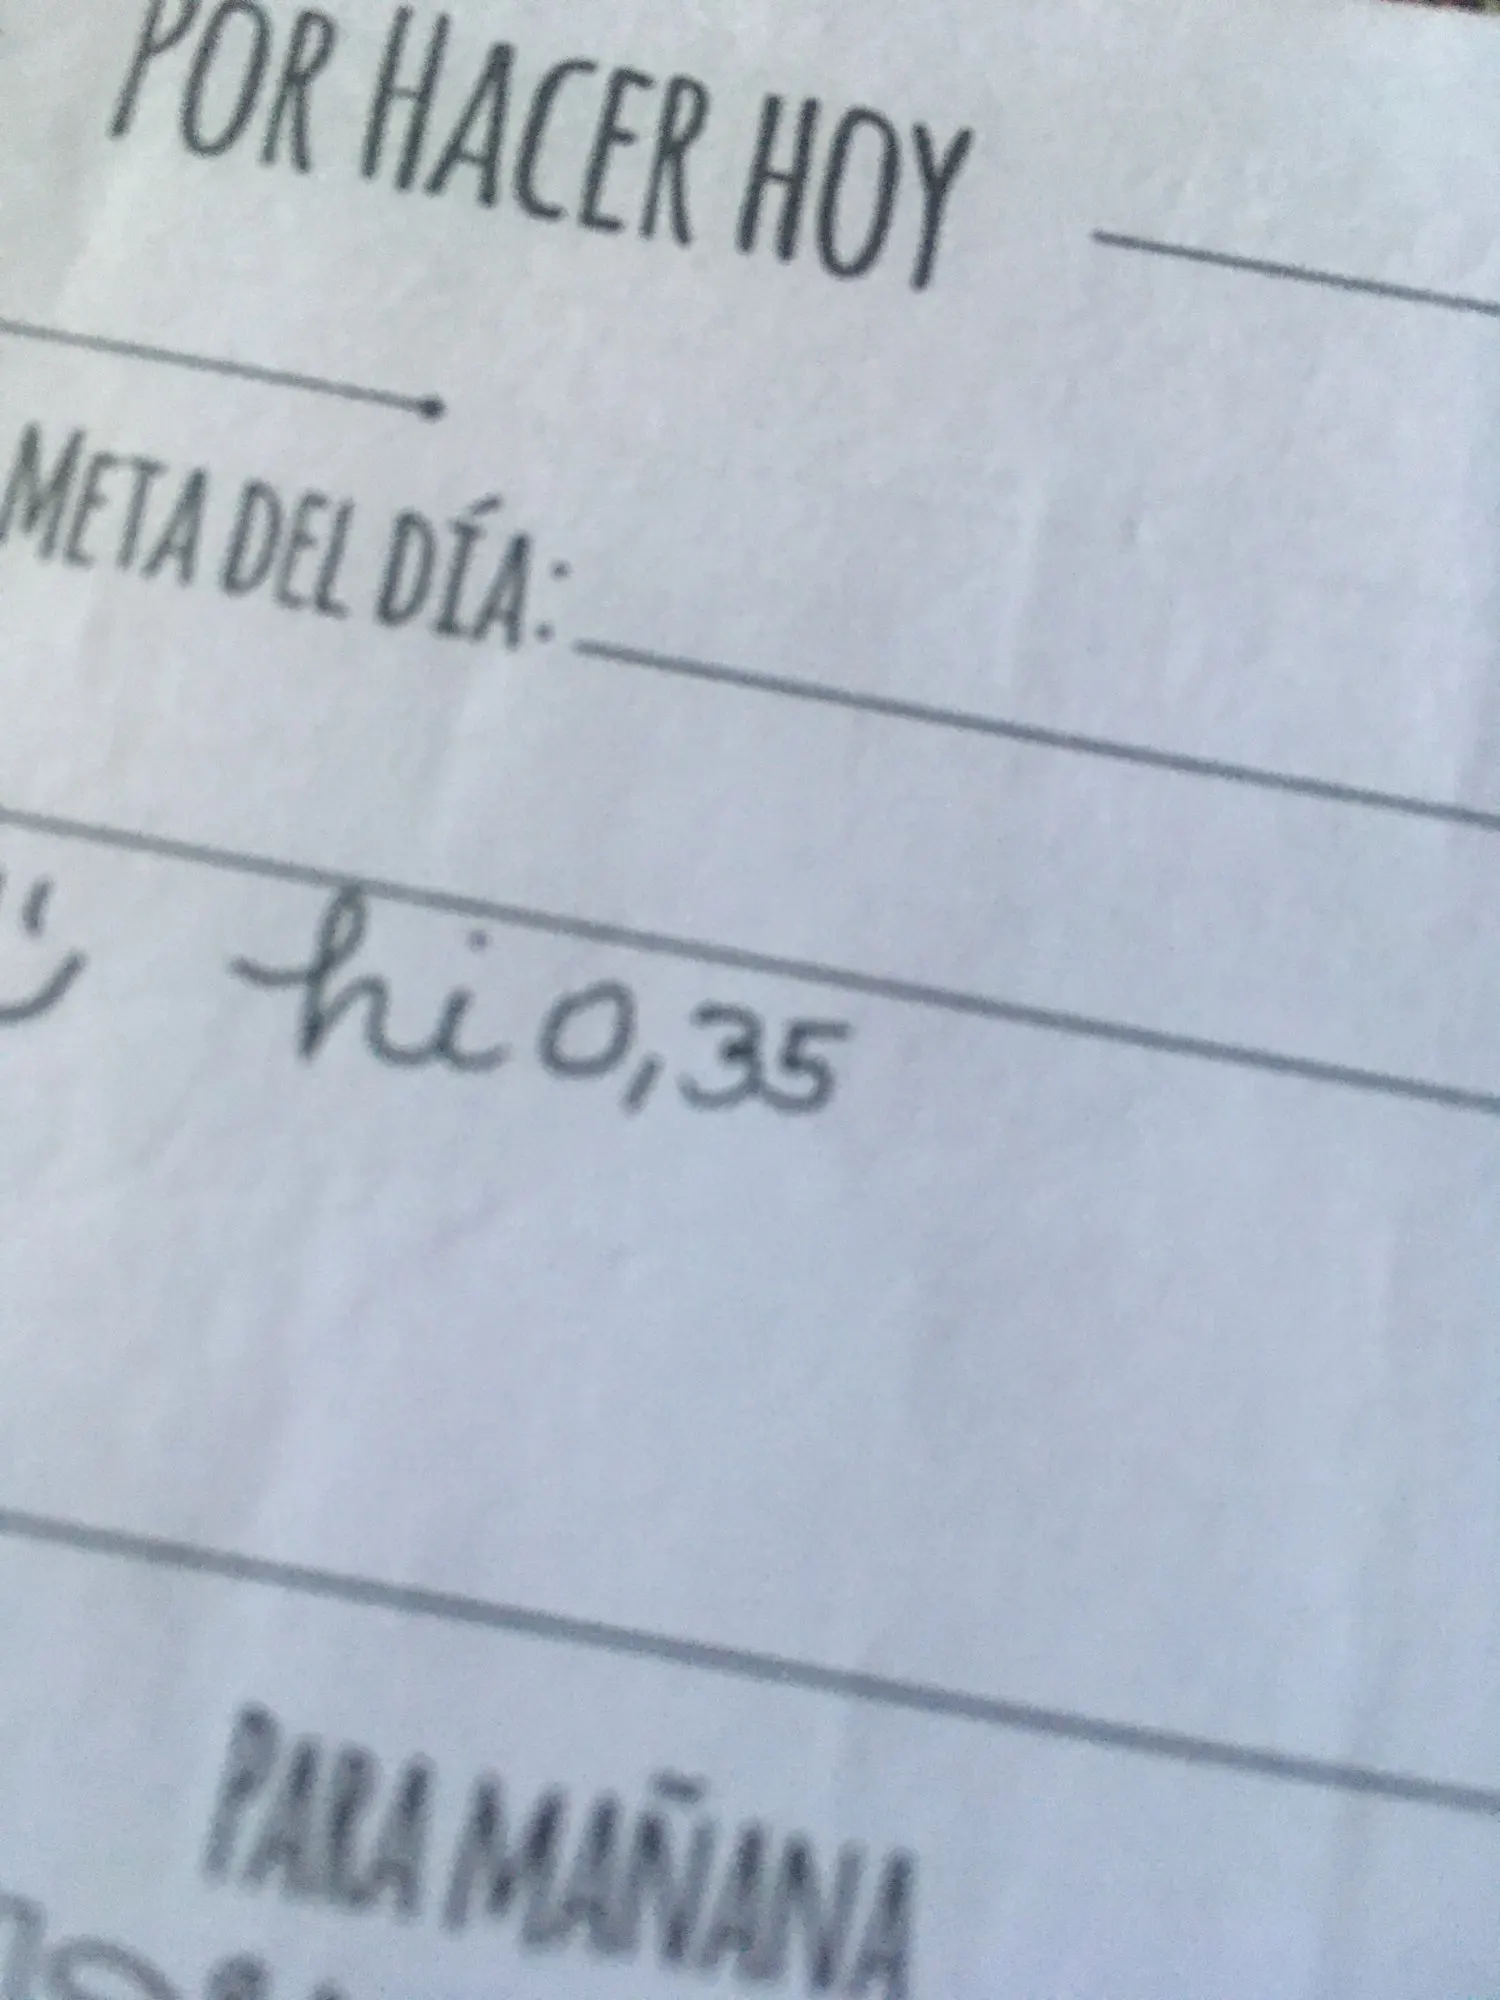 POR HACER HOY
META DEL DÍA:
hi 0,35
PARA MAÑANA